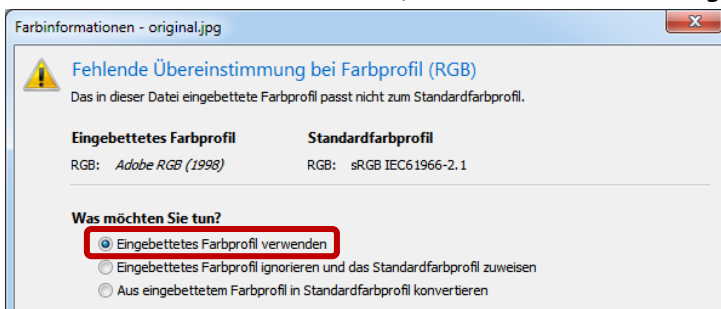 Farbinformationen - original.jpg
Fehlende Übereinstimmung bei Farbprofil (RGB)
Das in dieser Datei eingebettete Farbprofil passt nicht zum Standardfarbprofil.
Eingebettetes Farbprofil Standardfarbprofil
RGB: Adobe RGB (1998) RGB: sRGB IEC61966-2.1
Was möchten Sie tun?
Eingebettetes Farbprofil verwenden
Eingebettetes Farbprofil ignorieren und das Standardfarbprofil zuweisen
Aus eingebettetem Farbprofil in Standardfarbprofil konvertieren